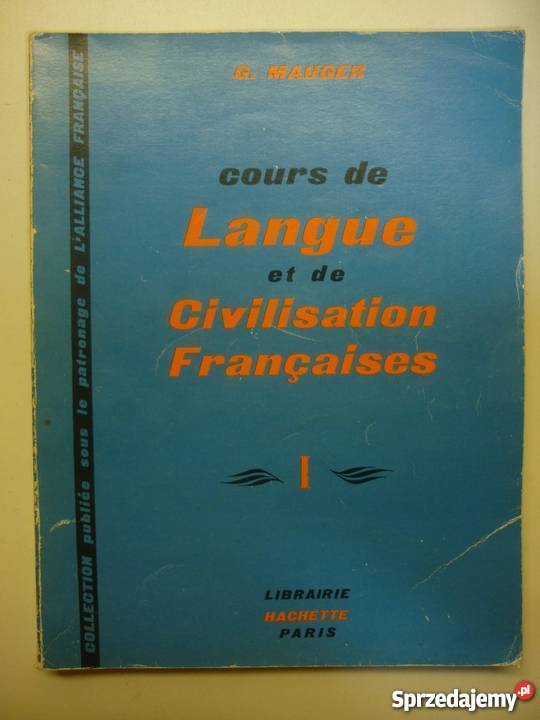 G. MAUGER
cours de
Langue
et de
Civilisation
Françaises
I
LIBRAIRIE
HACHETTE
PARIS
COLLECTION publiée sous le patronage de L'ALLIANCE FRANÇAISE
Sprzedajemy.pl